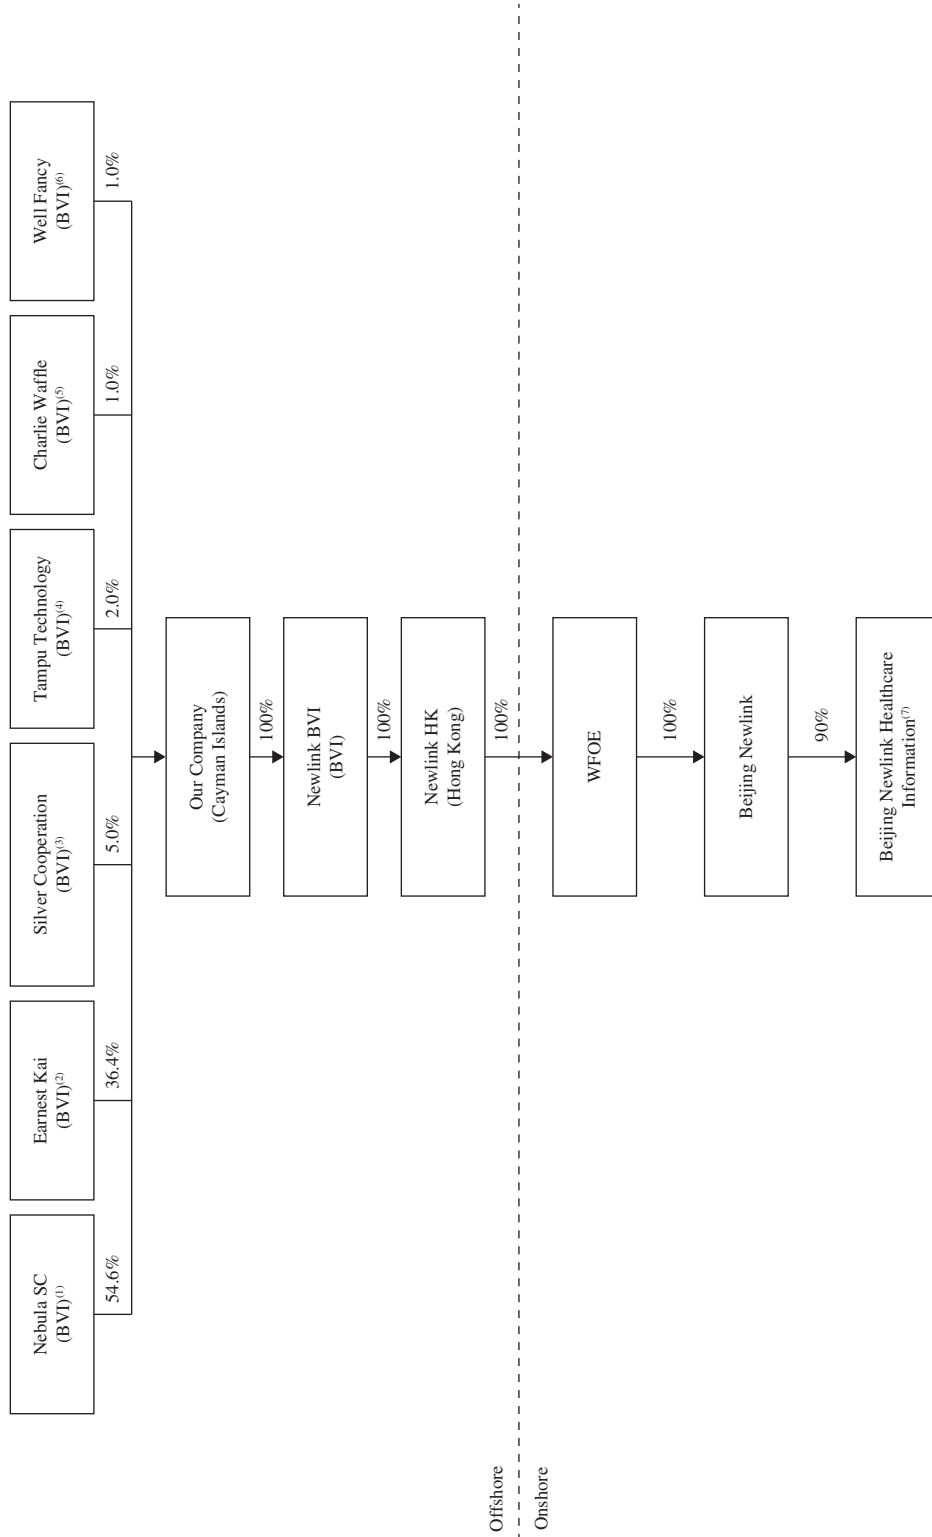 Nebula SC
(BVI)(1)
54.6%
Earnest Kai
(BVI)(2)
36.4%
Silver Cooperation
(BVI)(3)
5.0%
Tampu Technology
(BVI)(4)
2.0%
Charlie Waffle
(BVI)(5)
1.0%
Well Fancy
(BVI)(6)
1.0%
Our Company
(Cayman Islands)
100%
Newlink BVI
(BVI)
100%
Newlink HK
(Hong Kong)
100%
Offshore
Onshore
WFOE
100%
Beijing Newlink
90%
Beijing Newlink Healthcare
Information(7)